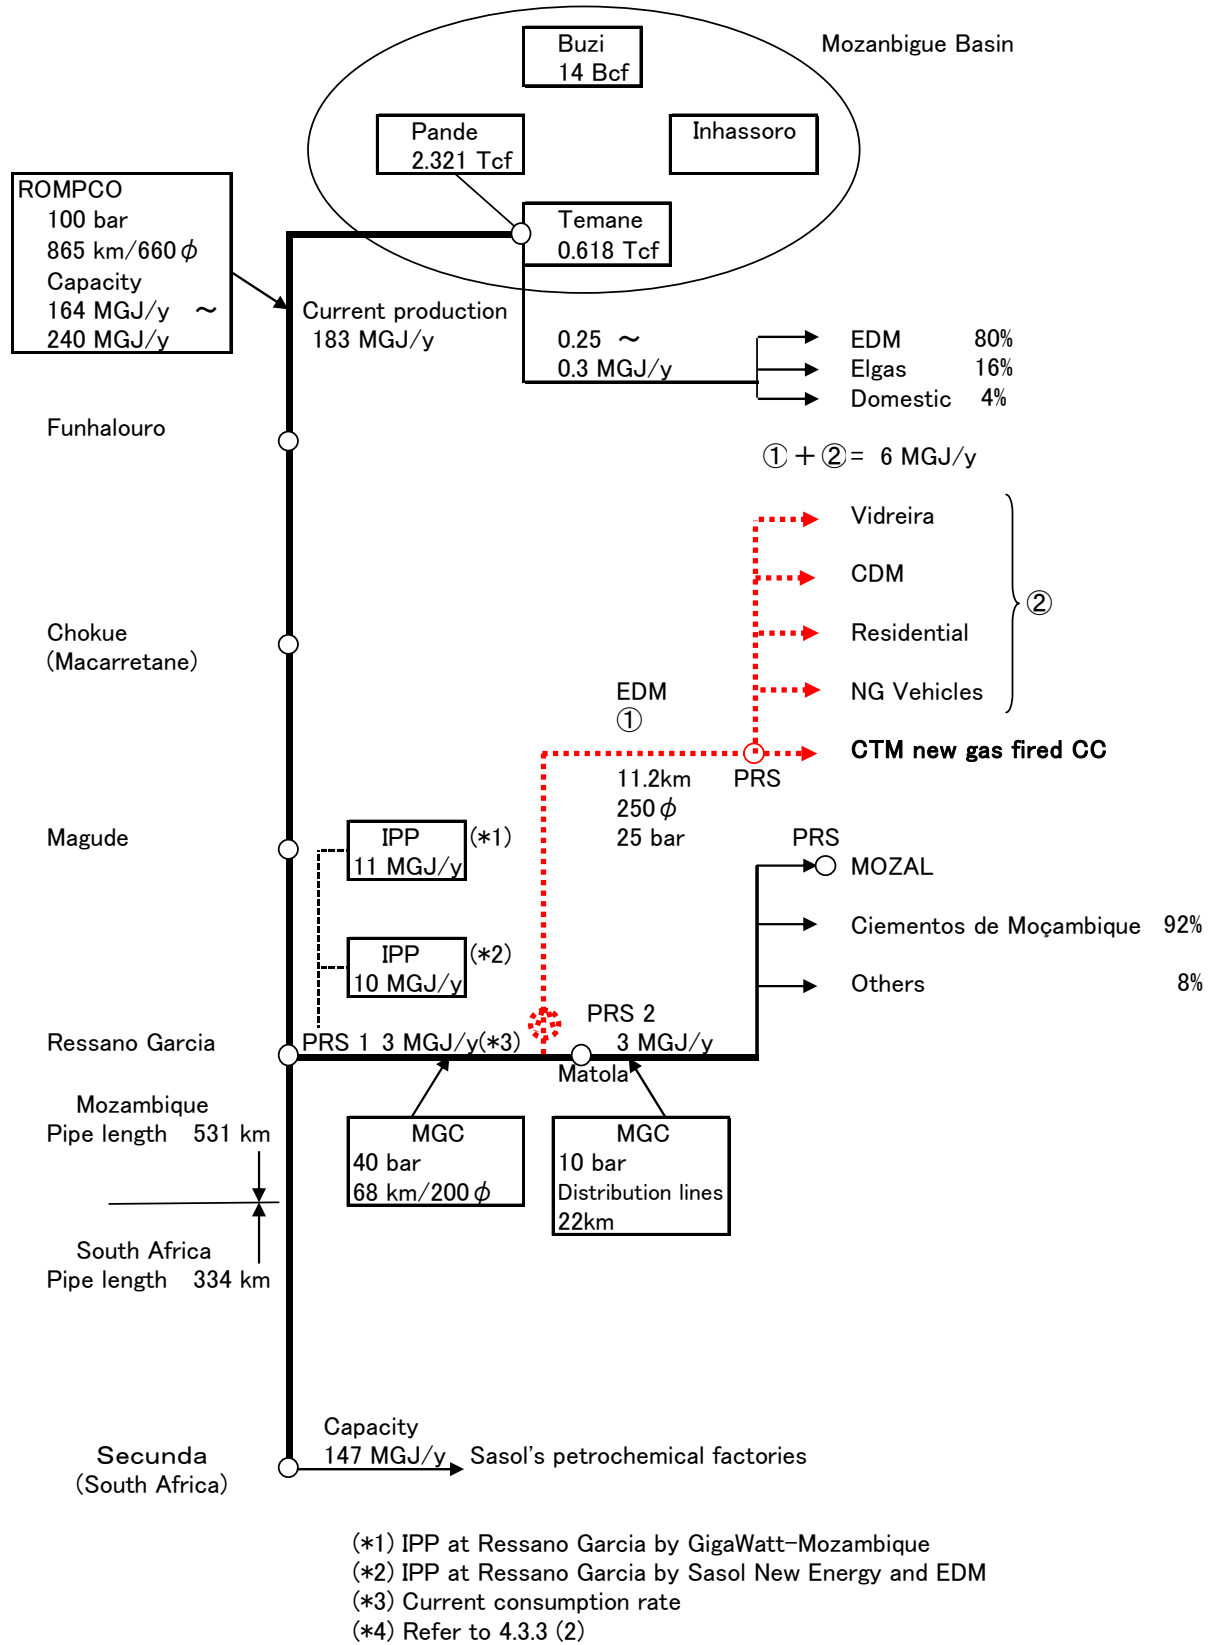 Buzi
14 Bcf
Mozanbigue Basin
Pande
2.321 Tcf
Inhassoro
ROMPCO
100 bar
865 km/660φ
Capacity
164 MGJ/y ～
240 MGJ/y
Temane
0.618 Tcf
Current production
183 MGJ/y
0.25 ～
0.3 MGJ/y
EDM 80%
Elgas 16%
Domestic 4%
Funhalouro
①＋②= 6 MGJ/y
Vidreira
CDM
②
Residential
NG Vehicles
Chokue
(Macarretane)
EDM
①
CTM new gas fired CC
11.2km
250φ
25 bar
PRS
Magude
IPP
11 MGJ/y
(*1)
PRS
MOZAL
Ciementos de Moçambique 92%
Others 8%
IPP
10 MGJ/y
(*2)
Ressano Garcia
PRS 1 3 MGJ/y(*3)
PRS 2
3 MGJ/y
Matola
Mozambique
Pipe length 531 km
MGC
40 bar
68 km/200φ
MGC
10 bar
Distribution lines
22km
South Africa
Pipe length 334 km
Capacity
147 MGJ/y
Sasol's petrochemical factories
Secunda
(South Africa)
(*1) IPP at Ressano Garcia by GigaWatt-Mozambique
(*2) IPP at Ressano Garcia by Sasol New Energy and EDM
(*3) Current consumption rate
(*4) Refer to 4.3.3 (2)